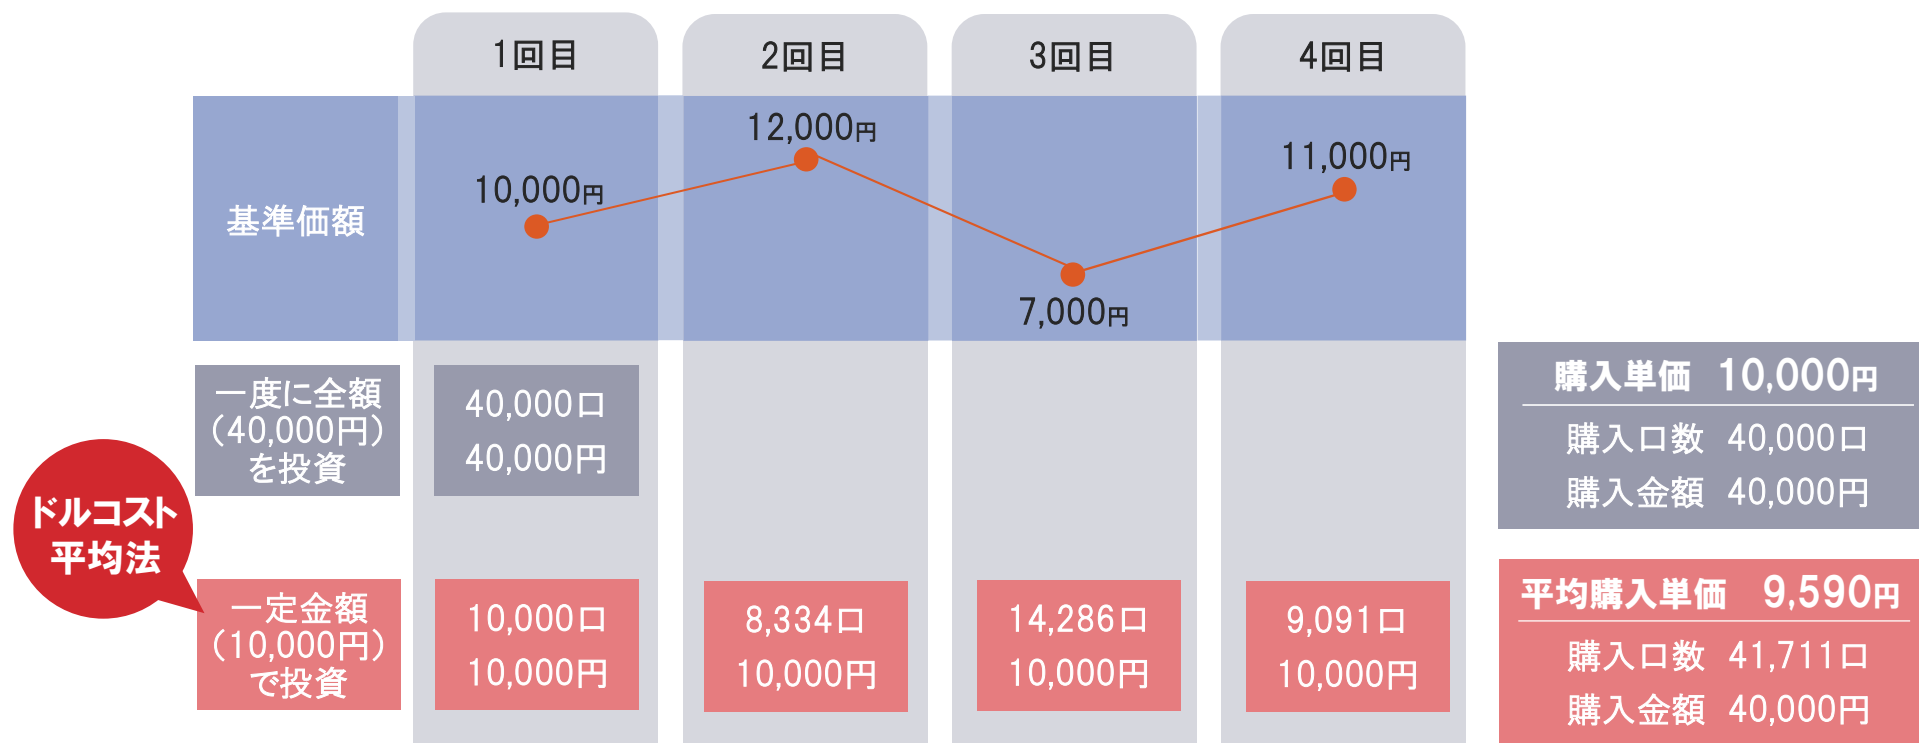 1回目
2回目
3回目
4回目
基準価額
10,000円
12,000円
7,000円
11,000円
一度に全額
(40,000円)
を投資
40,000口
40,000円
購入単価 10,000円
購入口数 40,000口
購入金額 40,000円
ドルコスト
平均法
一定金額
(10,000円)
で投資
10,000口
10,000円
8,334口
10,000円
14,286口
10,000円
9,091口
10,000円
平均購入単価 9,590円
購入口数 41,711口
購入金額 40,000円